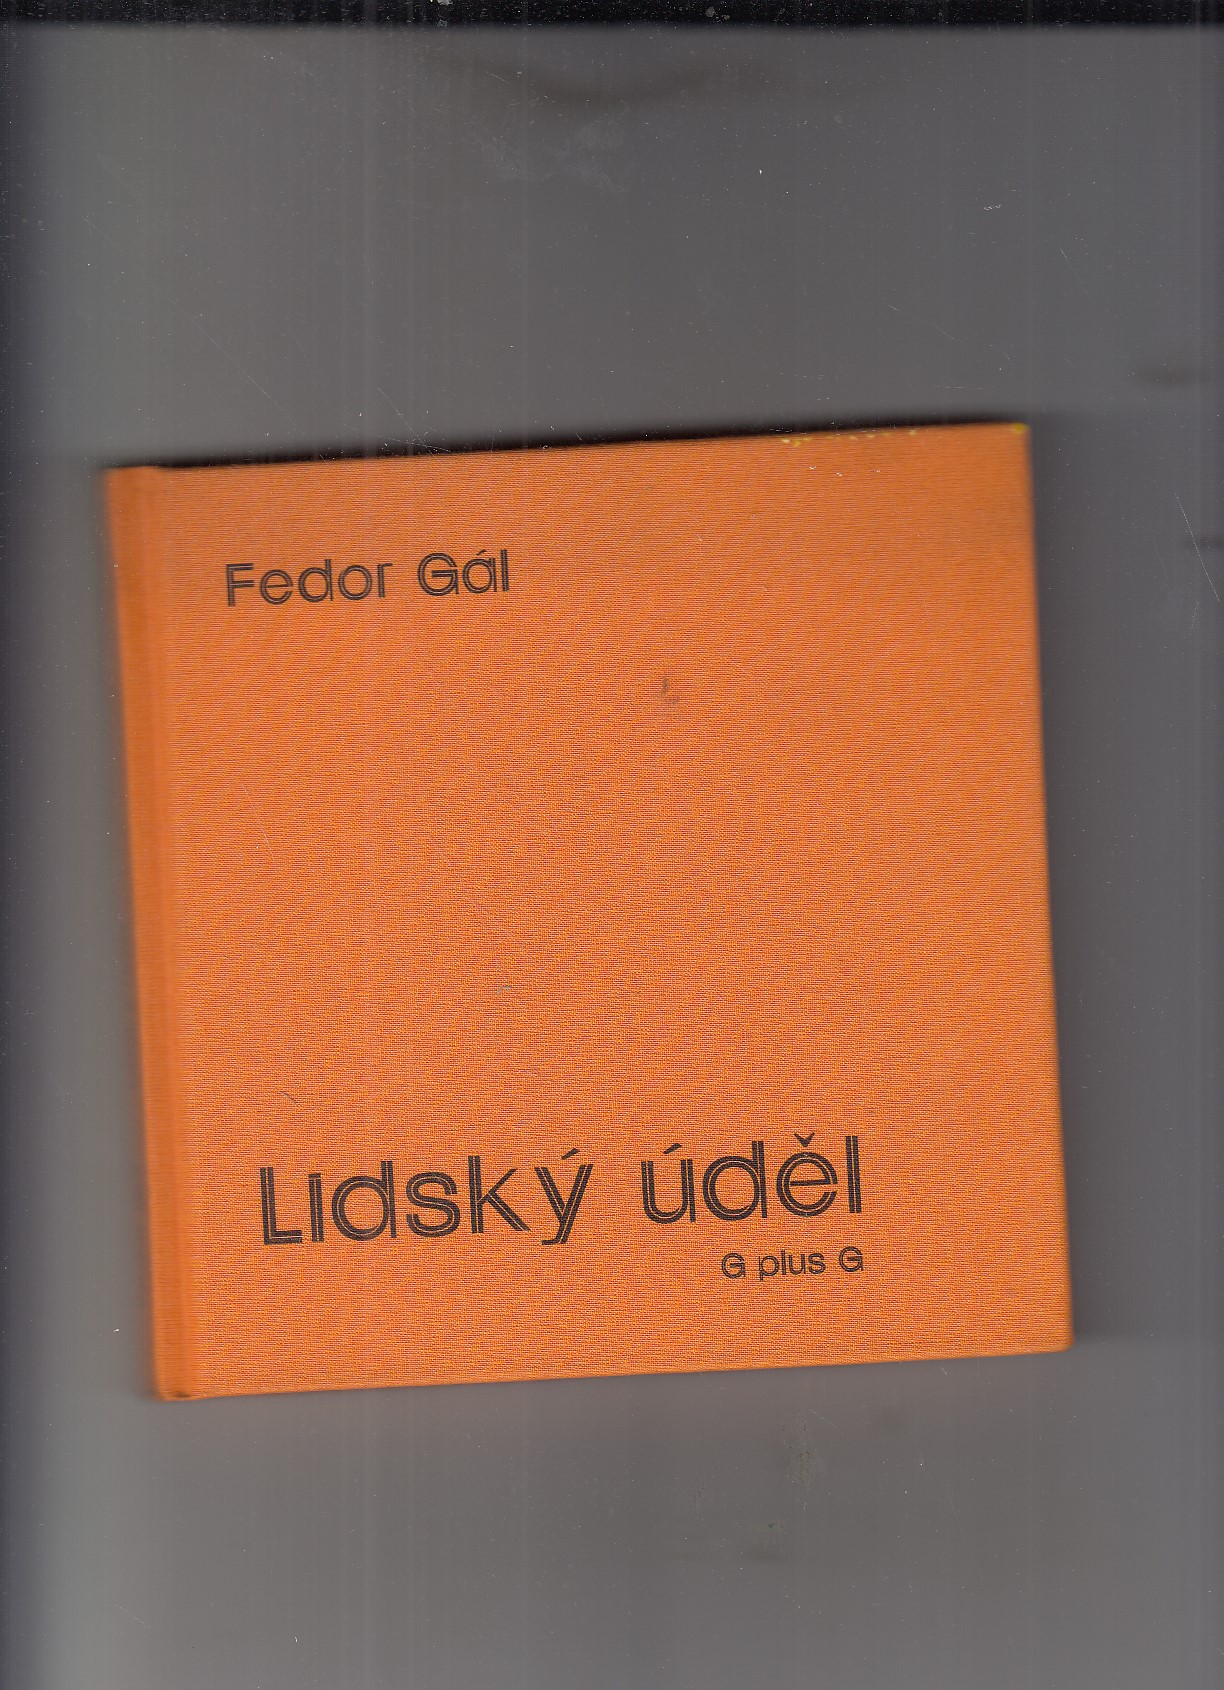 Fedor Gál
Lidský úděl
G plus G